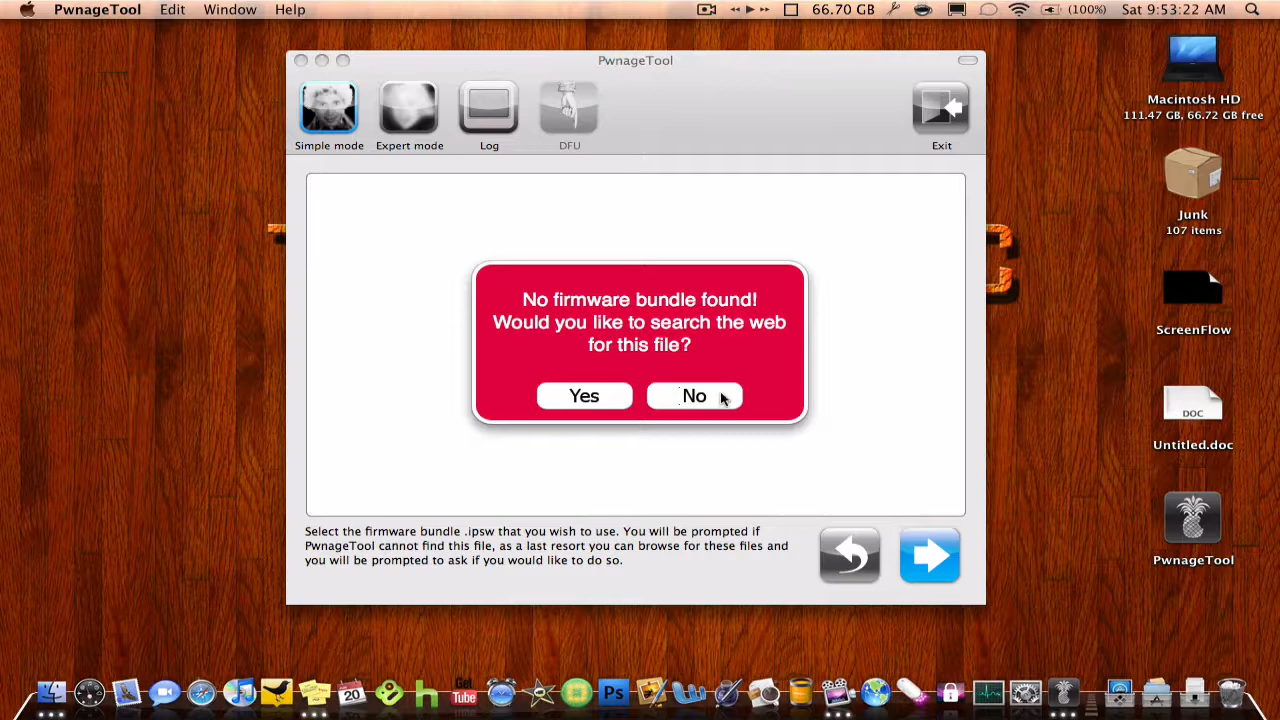 PwnageTool Edit Window Help 66.70 GB (100%) Sat 9:53:22 AM
PwnageTool
Simple mode Expert mode Log DFU Exit
No firmware bundle found!
Would you like to search the web
for this file?
Yes No
Select the firmware bundle .ipsw that you wish to use. You will be prompted if
PwnageTool cannot find this file, as a last resort you can browse for these files and
you will be prompted to ask if you would like to do so.
Macintosh HD
111.47 GB, 66.72 GB free
Junk
107 items
ScreenFlow
DOC
Untitled.doc
PwnageTool
Get
Tube
20
h
Ps